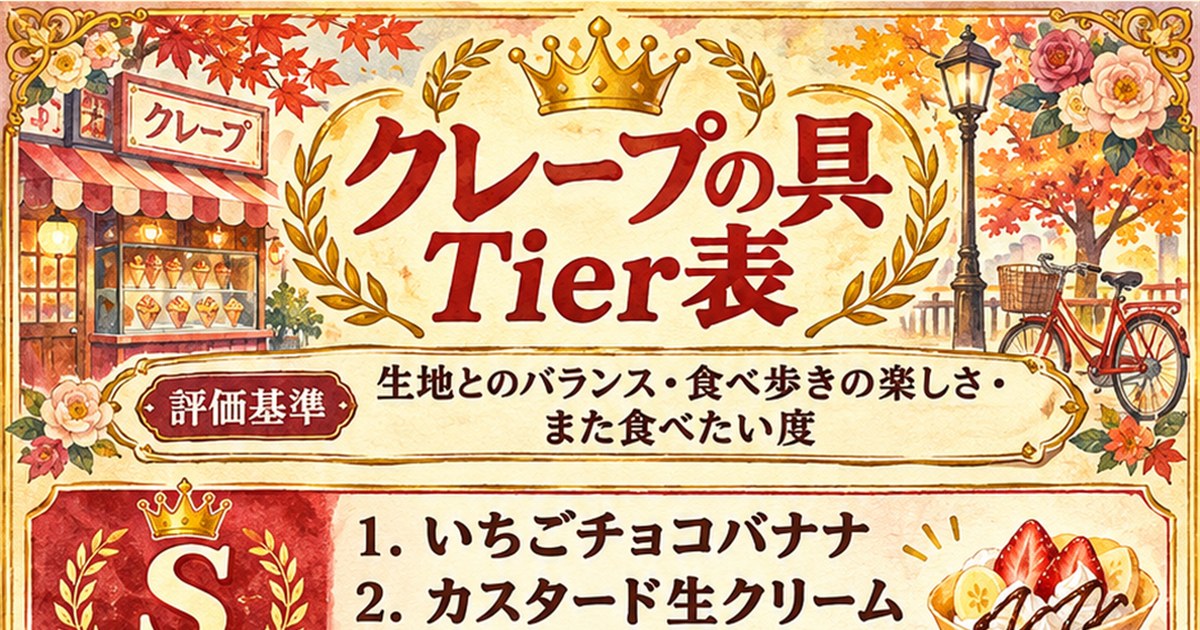 クレープ
クレープの具
Tier表
評価基準
生地とのバランス・食べ歩きの楽しさ・
また食べたい度
S
1. いちごチョコバナナ
2. カスタード生クリーム